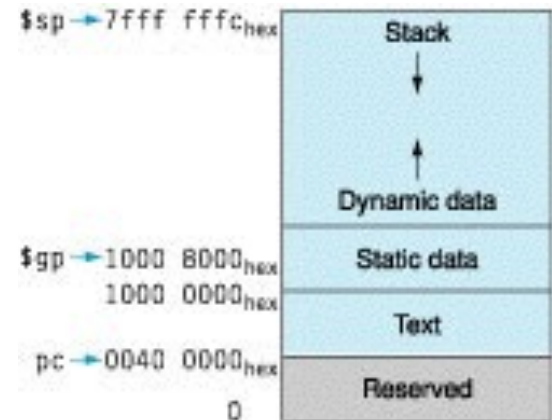 $sp → 7fff fffc hex
Stack
Dynamic data
$gp → 1000 8000 hex
Static data
1000 0000 hex
Text
pc → 0040 0000 hex
Reserved
0